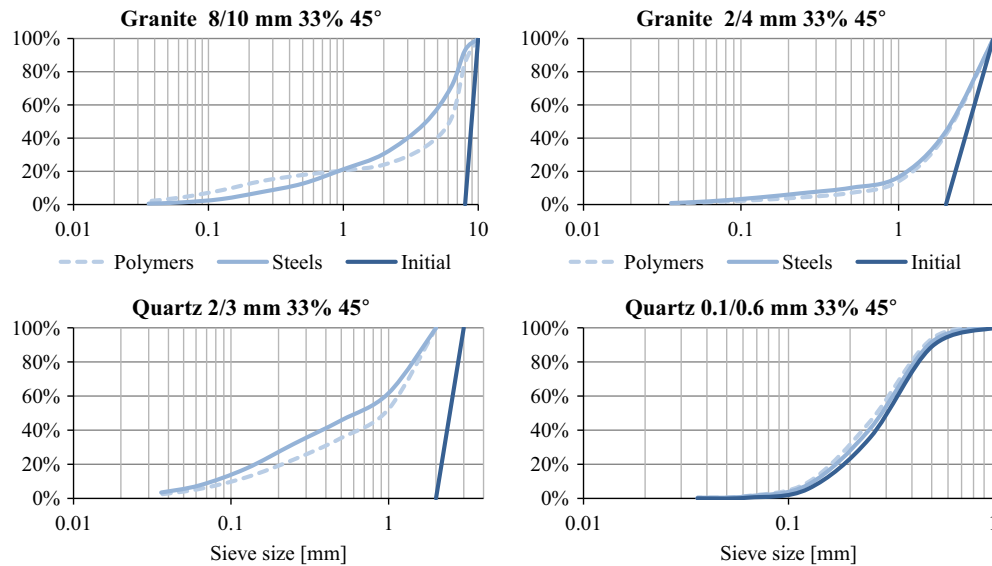 Granite 8/10 mm 33% 45°
100%
80%
60%
40%
20%
0%
0.01 0.1 1 10
Polymers Steels Initial
Granite 2/4 mm 33% 45°
100%
80%
60%
40%
20%
0%
0.01 0.1 1
Polymers Steels Initial
Quartz 2/3 mm 33% 45°
100%
80%
60%
40%
20%
0%
0.01 0.1 1
Sieve size [mm]
Quartz 0.1/0.6 mm 33% 45°
100%
80%
60%
40%
20%
0%
0.01 0.1 1
Sieve size [mm]